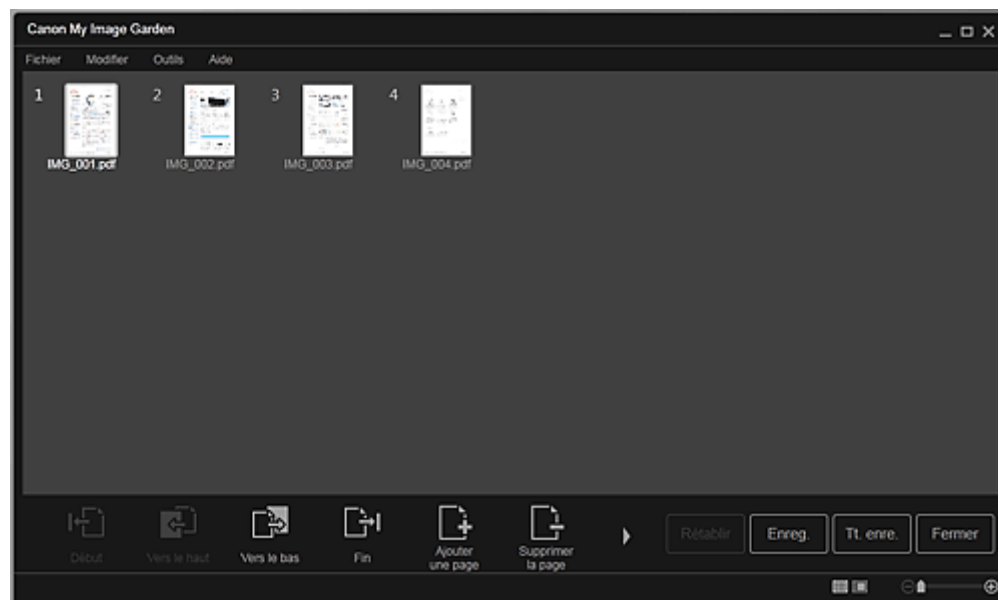 Canon My Image Garden
Fichier Modifier Outils Aide
1 2 3 4
IMG_001.pdf IMG_002.pdf IMG_003.pdf IMG_004.pdf
Début Vers le haut Vers le bas Fin Ajouter une page Supprimer la page Rétablir Enreg. Tt. enre. Fermer